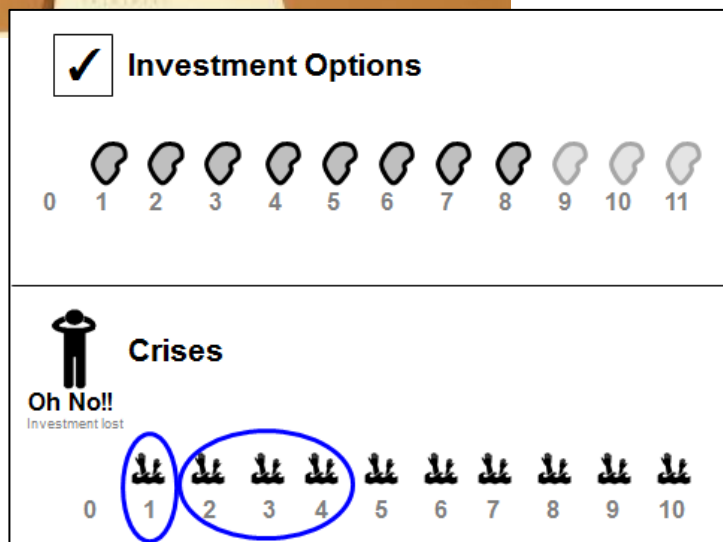 Investment Options
0 1 2 3 4 5 6 7 8 9 10 11
Crises
Oh No!!
Investment lost
0 1 2 3 4 5 6 7 8 9 10